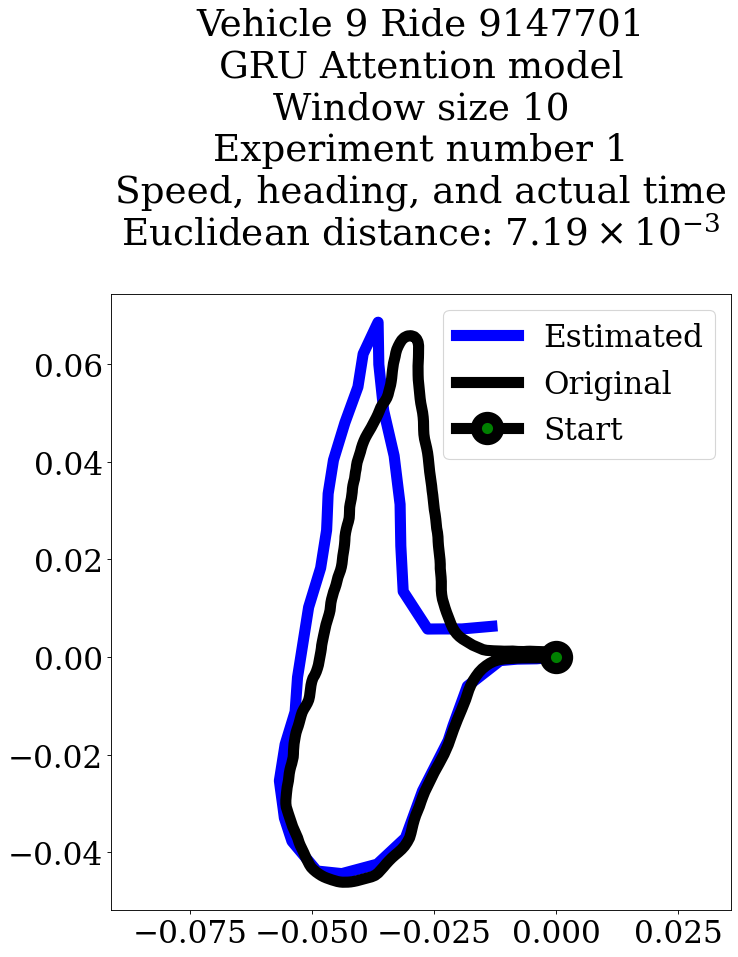 Vehicle 9 Ride 9147701
GRU Attention model
Window size 10
Experiment number 1
Speed, heading, and actual time
Euclidean distance: 7.19 × 10⁻³
Estimated
Original
Start
0.06
0.04
0.02
0.00
−0.02
−0.04
−0.075 −0.050 −0.025 0.000 0.025